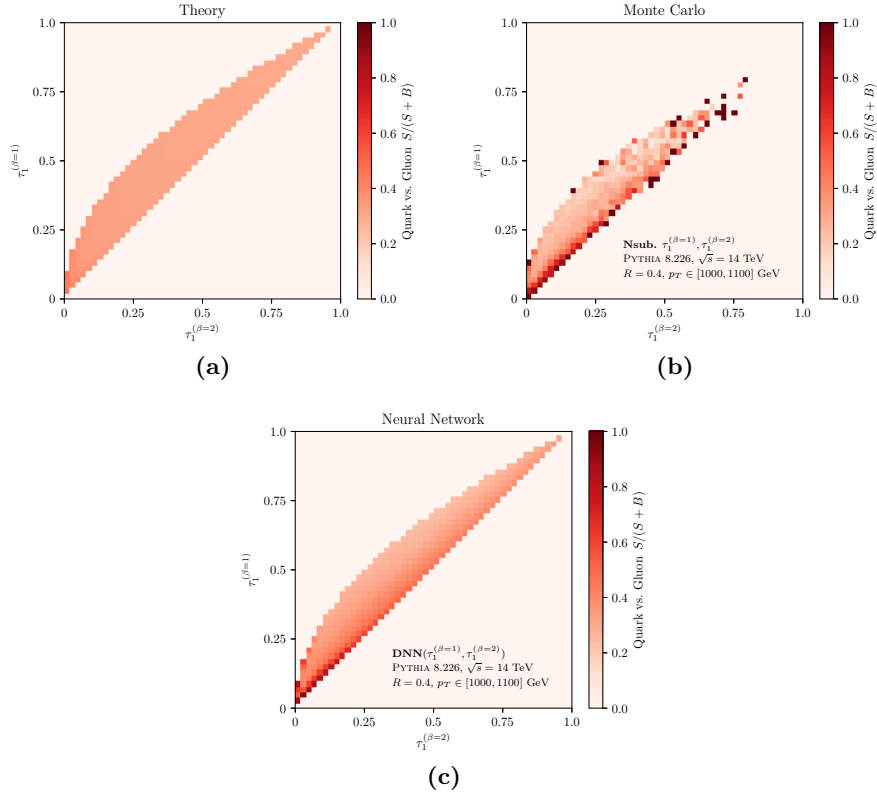 Theory
1.0
0.75
0.5
0.25
0
τ₁^(β=1)
0 0.25 0.5 0.75 1.0
τ₁^(β=2)
1.0
0.8
0.6
0.4
0.2
0.0
Quark vs. Gluon S/(S + B)
(a)
Monte Carlo
1.0
0.75
0.5
0.25
0
τ₁^(β=1)
Nsub. τ₁^(β=1), τ₁^(β=2)
PYTHIA 8.226, √s = 14 TeV
R = 0.4, p_T ∈ [1000, 1100] GeV
0 0.25 0.5 0.75 1.0
τ₁^(β=2)
1.0
0.8
0.6
0.4
0.2
0.0
Quark vs. Gluon S/(S + B)
(b)
Neural Network
1.0
0.75
0.5
0.25
0
τ₁^(β=1)
DNN(τ₁^(β=1), τ₁^(β=2))
PYTHIA 8.226, √s = 14 TeV
R = 0.4, p_T ∈ [1000, 1100] GeV
0 0.25 0.5 0.75 1.0
τ₁^(β=2)
1.0
0.8
0.6
0.4
0.2
0.0
Quark vs. Gluon S/(S + B)
(c)